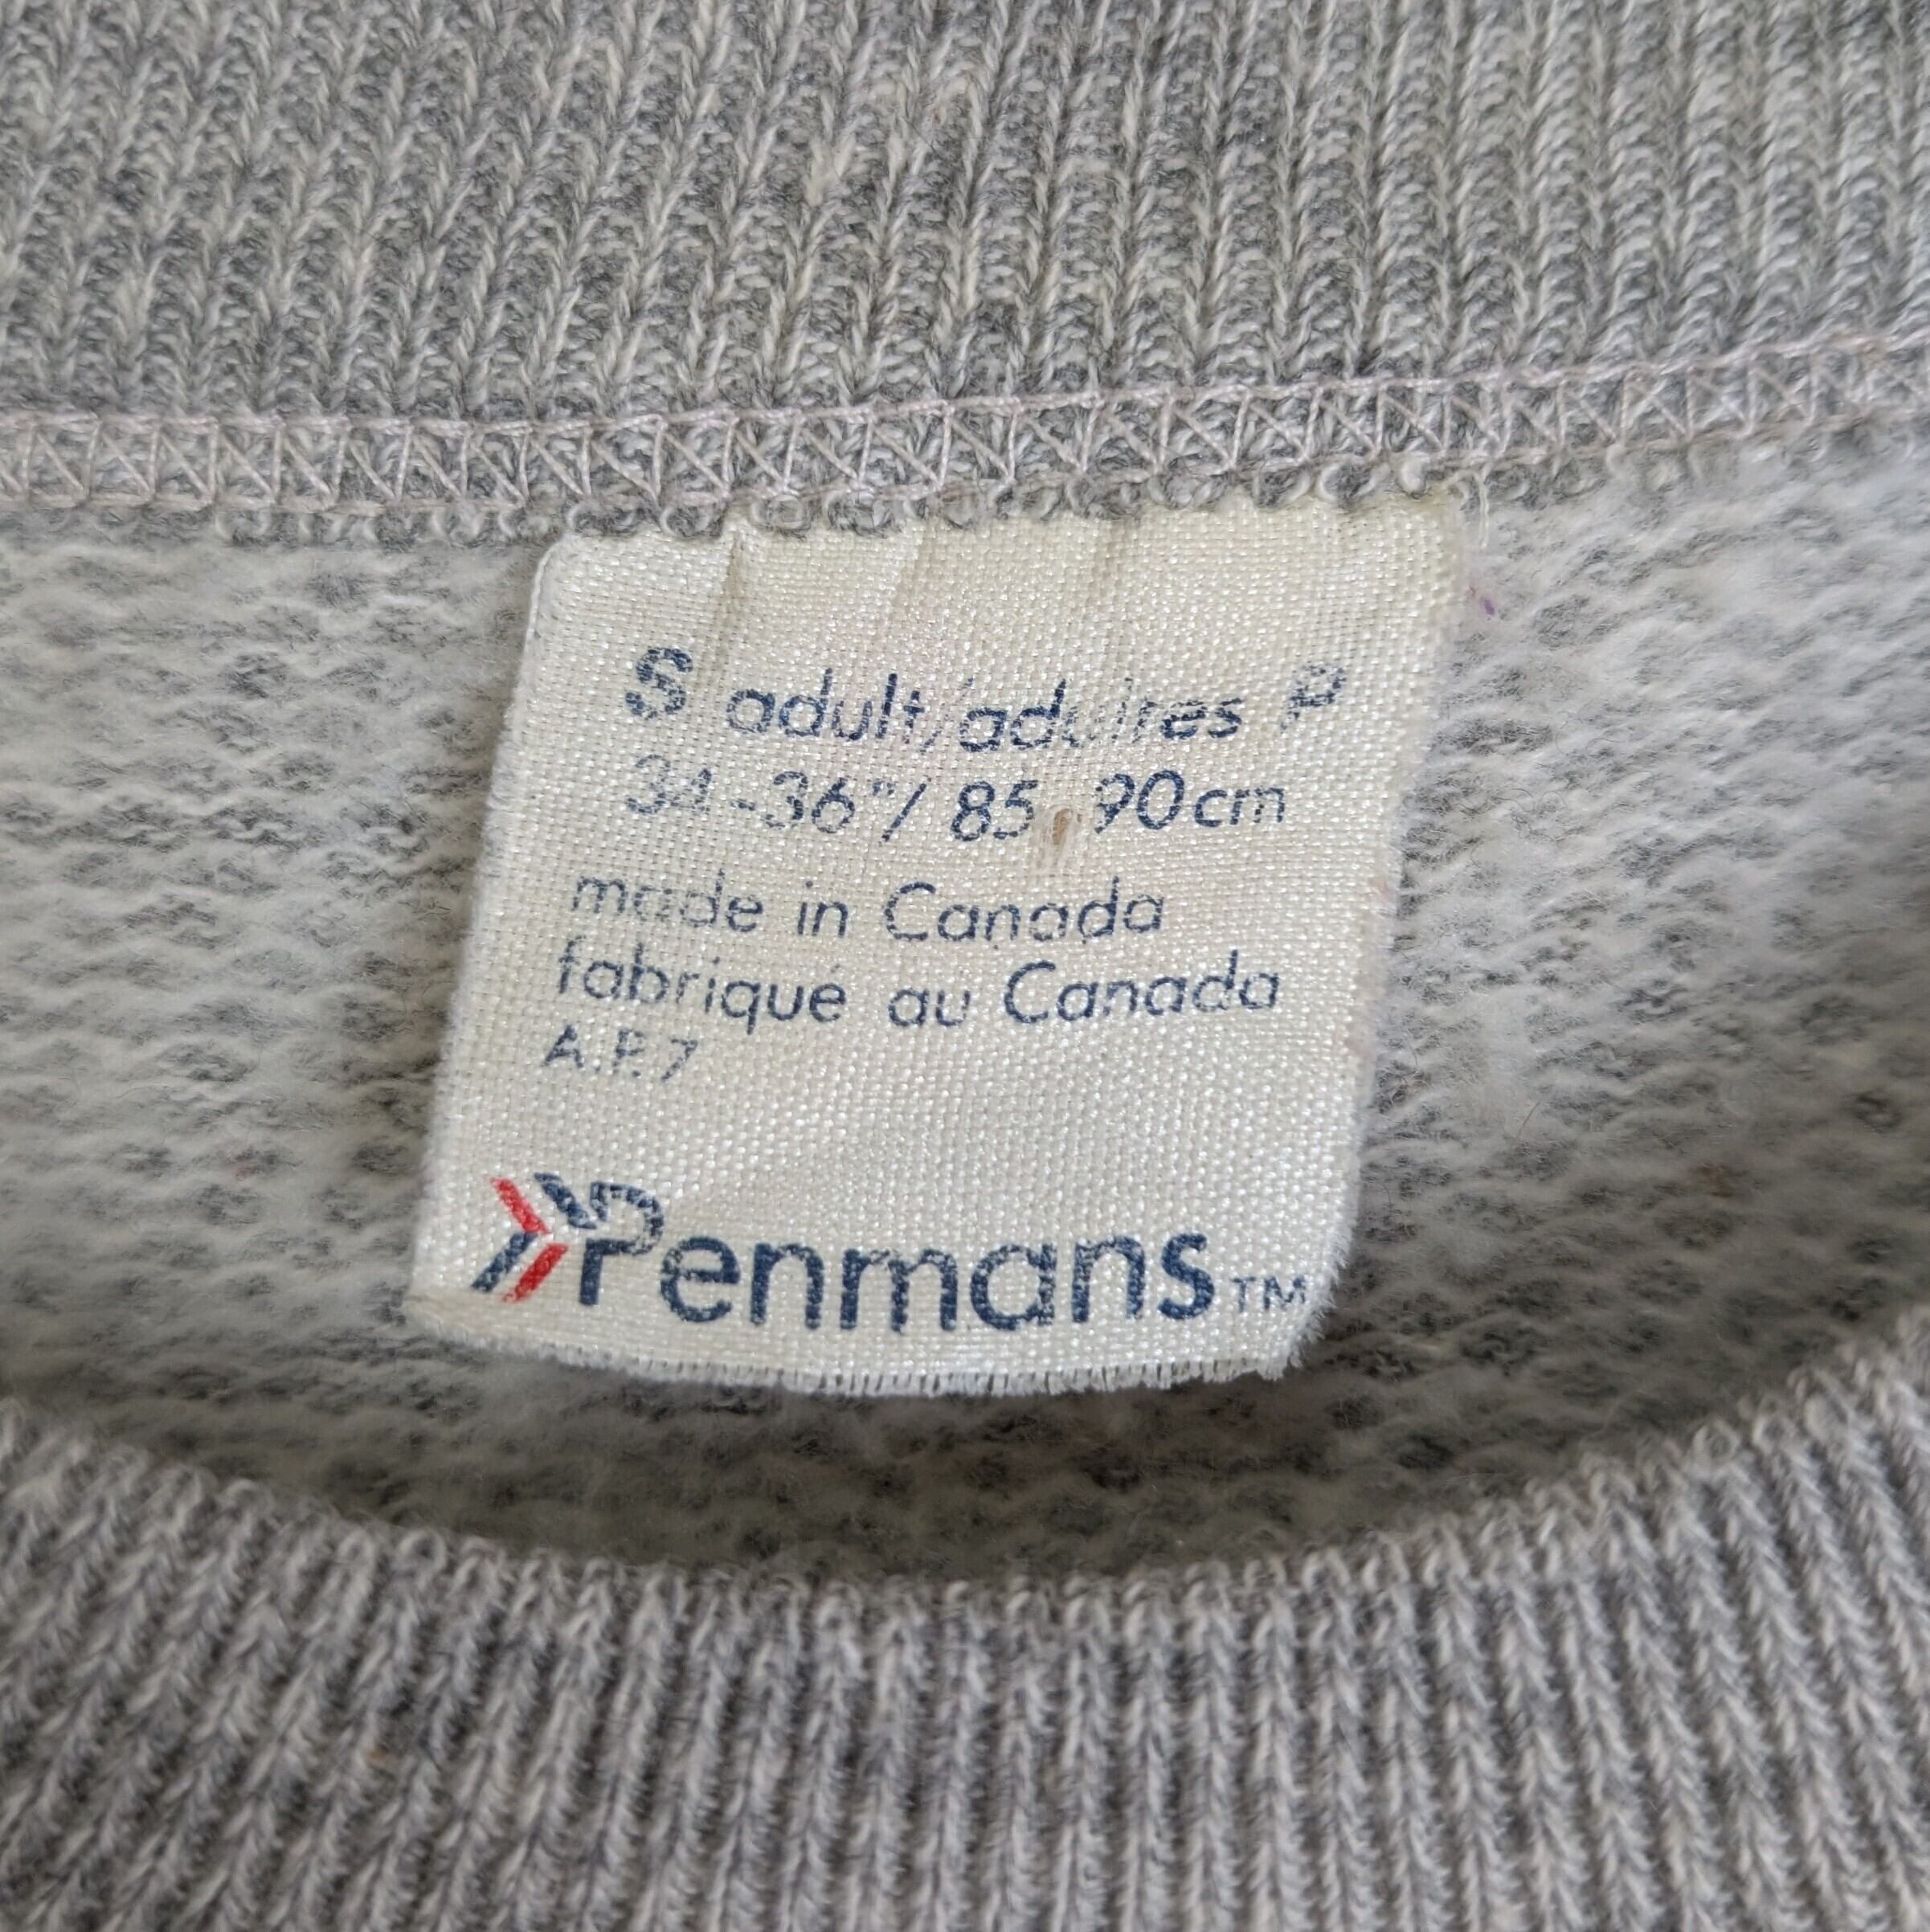 S adult/adultes P
34-36"/ 85-90cm
made in Canada
fabriqué au Canada
A.P.7
Penmans TM